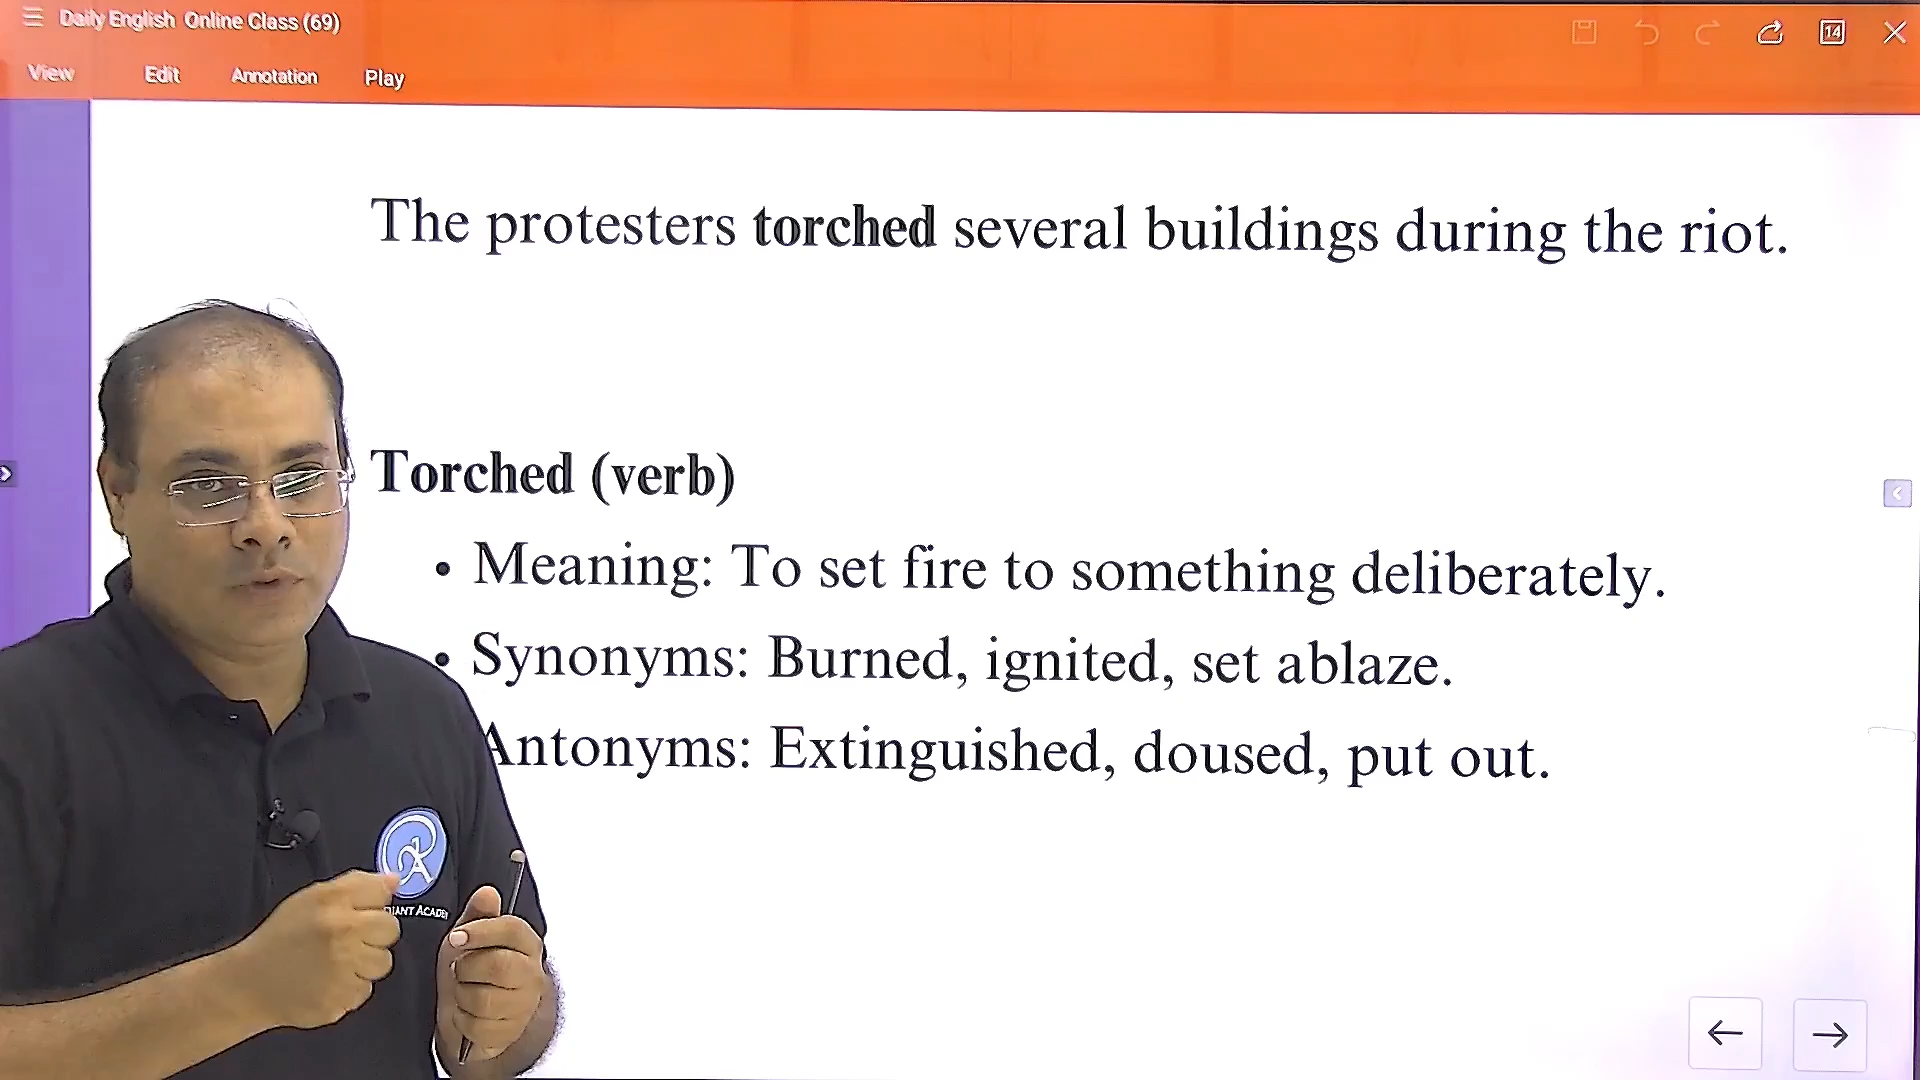 Daily English Online Class (69)
14
View Edit Annotation Play
The protesters torched several buildings during the riot.
Torched (verb)
• Meaning: To set fire to something deliberately.
• Synonyms: Burned, ignited, set ablaze.
Antonyms: Extinguished, doused, put out.